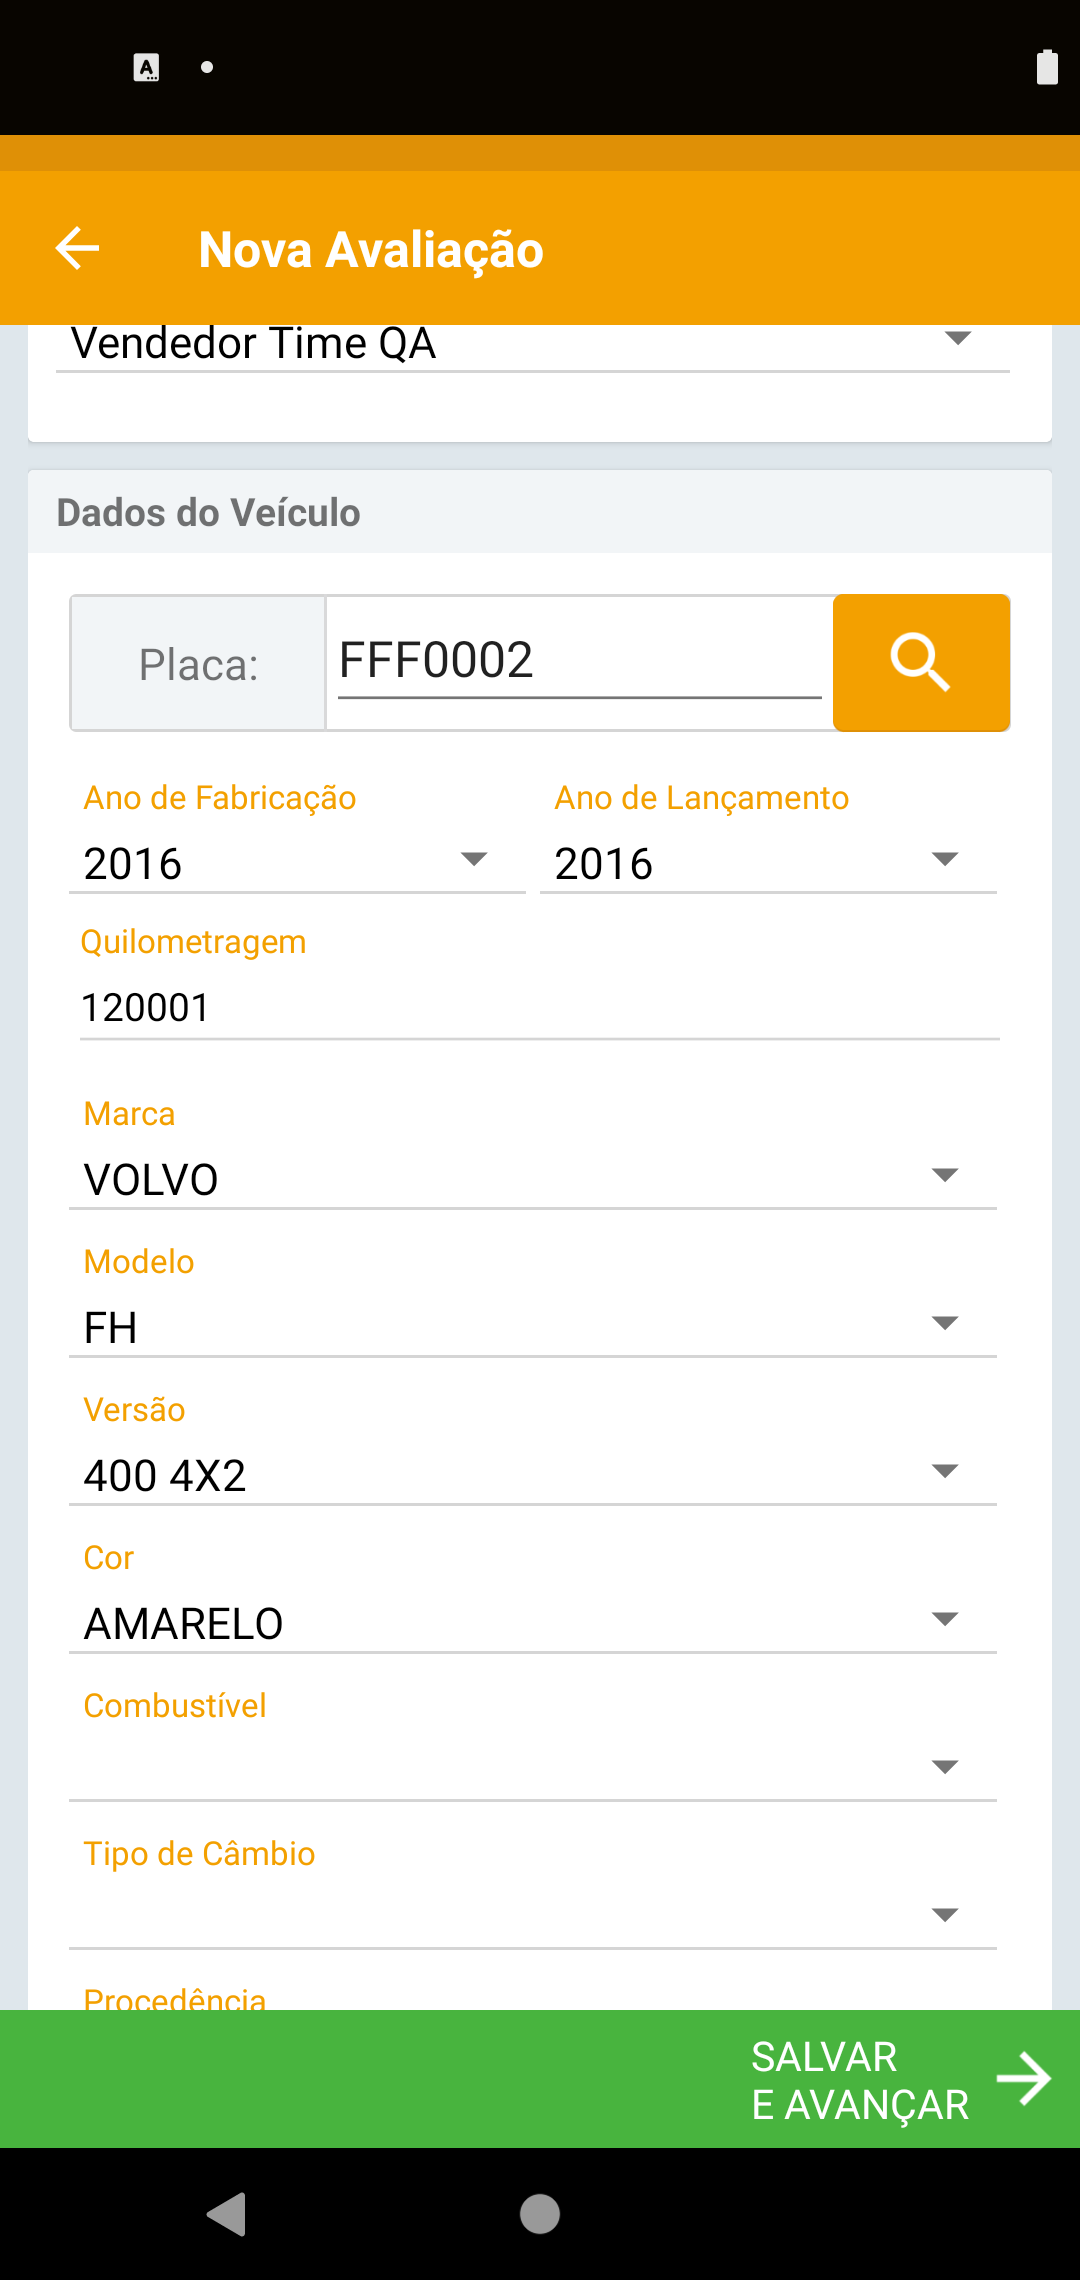 Nova Avaliação
Vendedor Time QA
Dados do Veículo
Placa: FFF0002
Ano de Fabricação Ano de Lançamento
2016 2016
Quilometragem
120001
Marca
VOLVO
Modelo
FH
Versão
400 4X2
Cor
AMARELO
Combustível
Tipo de Câmbio
Procedência
SALVAR
E AVANÇAR